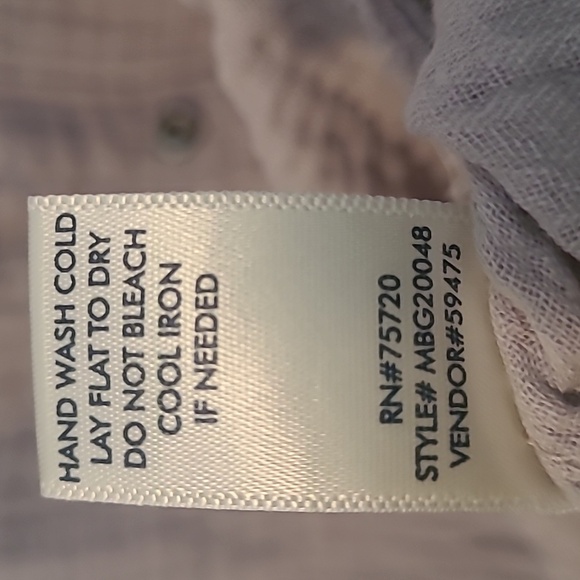 HAND WASH COLD
LAY FLAT TO DRY
DO NOT BLEACH
COOL IRON
IF NEEDED
RN#75720
STYLE# MBG20048
VENDOR#59475